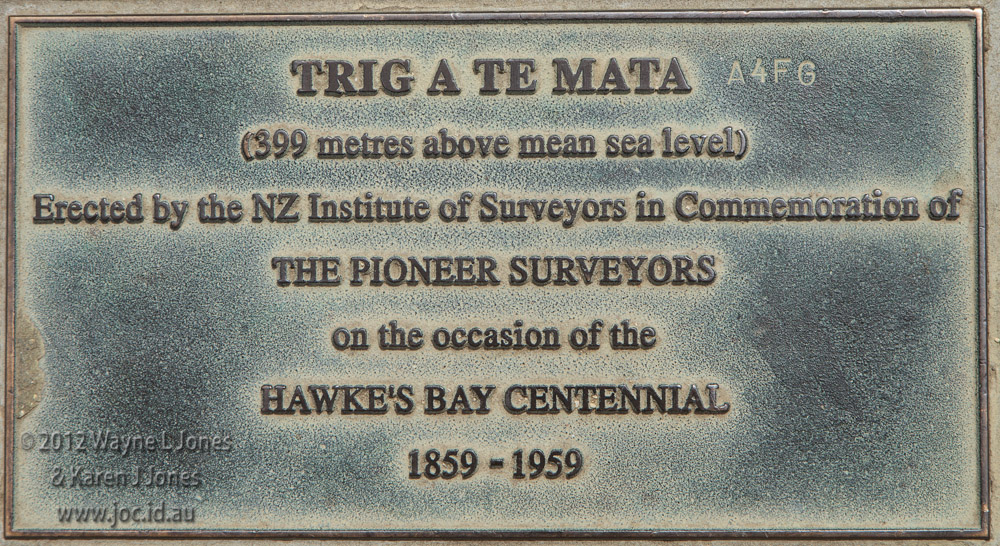 TRIG A TE MATA A4FG
(399 metres above mean sea level)
Erected by the NZ Institute of Surveyors in Commemoration of
THE PIONEER SURVEYORS
on the occasion of the
HAWKE'S BAY CENTENNIAL
1859 - 1959
© 2012 Wayne L Jones
& Karen J Jones
www.joc.id.au